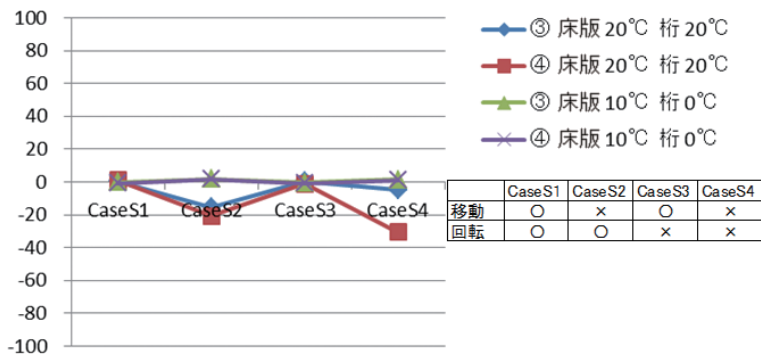 100
80
60
40
20
0
-20
-40
-60
-80
-100
CaseS1 CaseS2 CaseS3 CaseS4
③ 床版 20℃ 桁 20℃
④ 床版 20℃ 桁 20℃
③ 床版 10℃ 桁 0℃
④ 床版 10℃ 桁 0℃
CaseS1 CaseS2 CaseS3 CaseS4
移動 ○ × ○ ×
回転 ○ ○ × ×